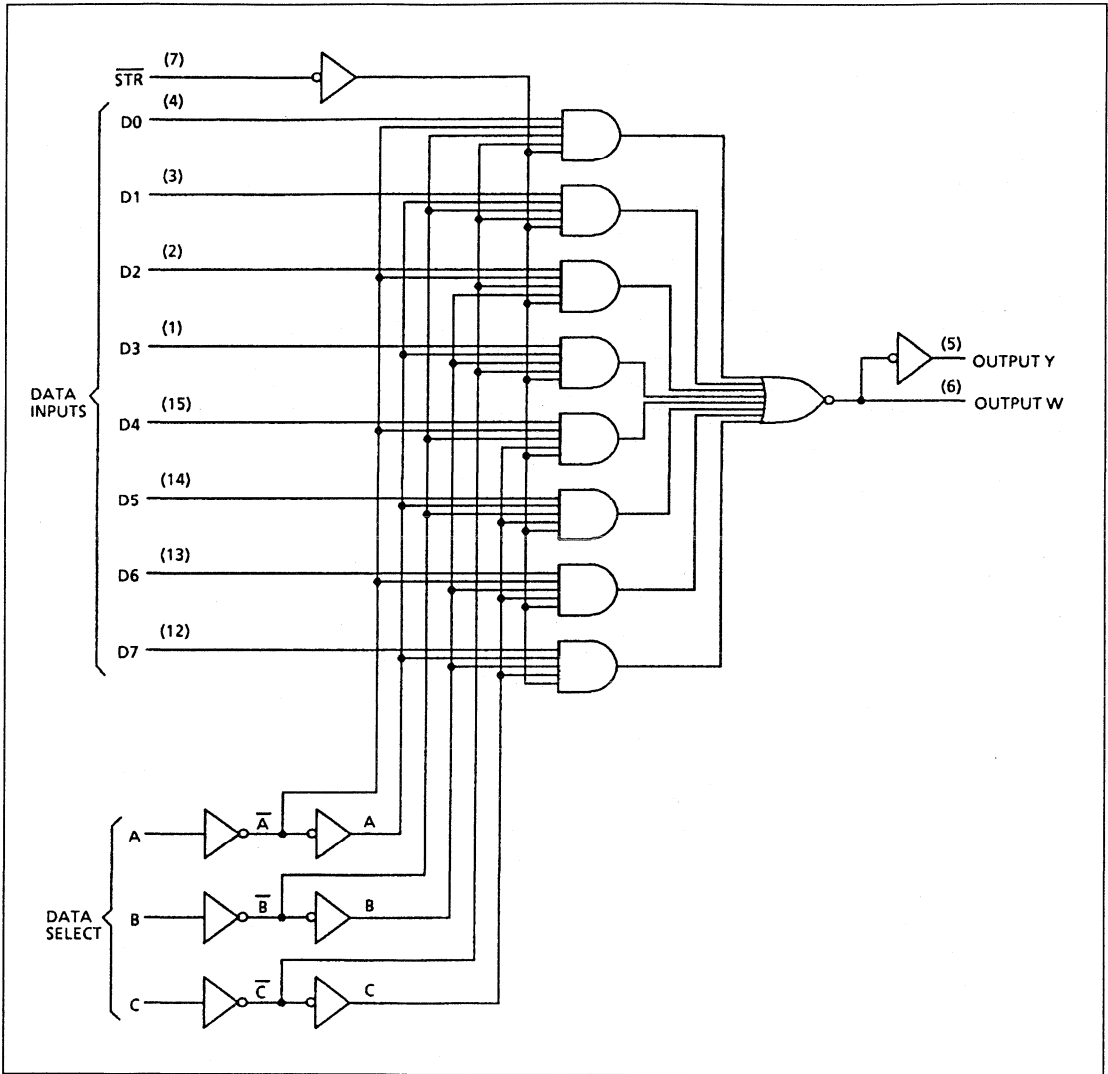 (7)
S̅T̅R̅
(4)
D0
(3)
D1
(2)
D2
(1)
D3
DATA
INPUTS
(15)
D4
(14)
D5
(13)
D6
(12)
D7
(5)
OUTPUT Y
(6)
OUTPUT W
DATA
SELECT
A
A̅
A
B
B̅
B
C
C̅
C